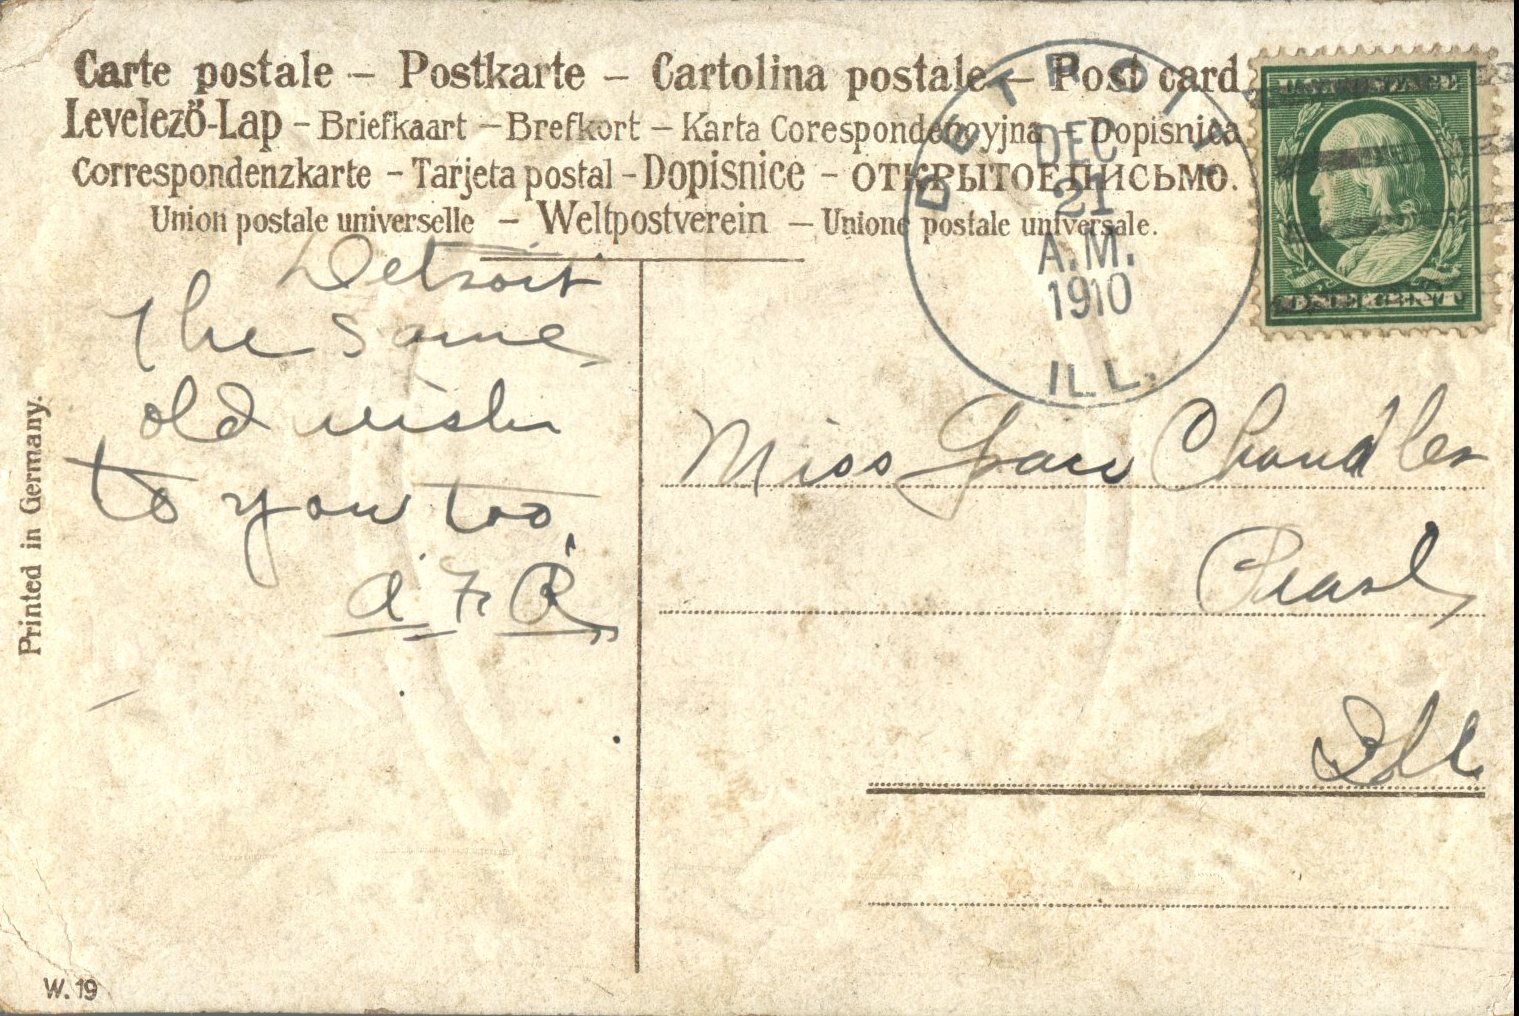 Carte postale – Postkarte – Cartolina postale – Post card
Levelező-Lap – Briefkaart – Brefkort – Karta Corespondencyjna – Dopisnica
Correspondenzkarte – Tarjeta postal – Dopisnice – ОТКРЫТОЕ ПИСЬМО.
Union postale universelle – Weltpostverein – Unione postale universale.
DETROIT
DEC
21
A.M.
1910
ILL.
U.S. POSTAGE
ONE CENT
Detroit
The same
old wishes
to you too.
A F R
Miss Grace Chandler
Pearl
Ill
Printed in Germany.
W. 19